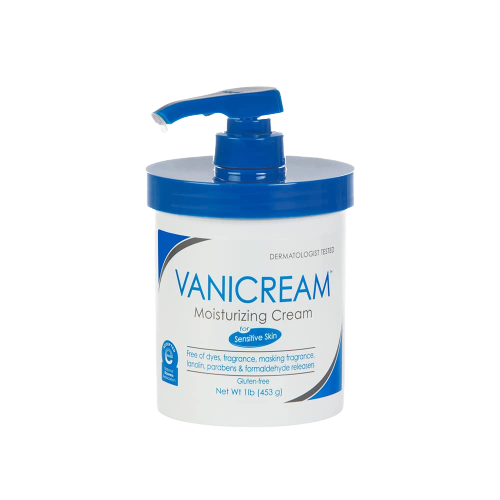 DERMATOLOGIST TESTED
VANICREAM™
Moisturizing Cream
for
Sensitive Skin
e
Free of dyes, fragrance, masking fragrance,
lanolin, parabens & formaldehyde releasers
Gluten-free
Net Wt 1lb (453 g)